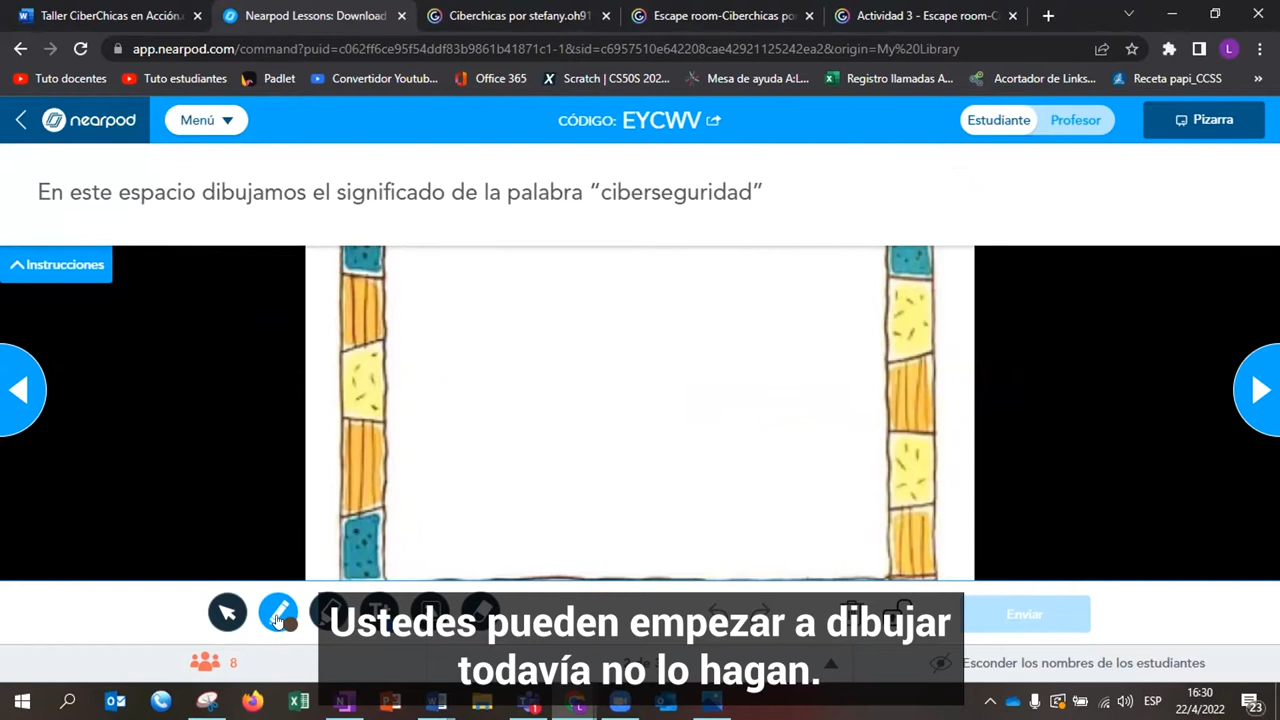 Taller CiberChicas en Acción.
Nearpod Lessons: Download
Ciberchicas por stefany.oh91
Escape room-Ciberchicas por
Actividad 3 - Escape room-C
app.nearpod.com/command?puid=c062ff6ce95f54ddf83b9861b41871c1-1&sid=c6957510e642208cae42921125242ea2&origin=My%20Library
L
Tuto docentes
Tuto estudiantes
Padlet
Convertidor Youtub...
Office 365
Scratch | CS50S 202...
Mesa de ayuda A:L...
Registro llamadas A...
Acortador de Links...
Receta papi_CCSS
»
nearpod
Menú
CÓDIGO: EYCWV
Estudiante
Profesor
Pizarra
En este espacio dibujamos el significado de la palabra “ciberseguridad”
Instrucciones
Enviar
Ustedes pueden empezar a dibujar
todavía no lo hagan.
8
Esconder los nombres de los estudiantes
ESP
16:30
22/4/2022
23